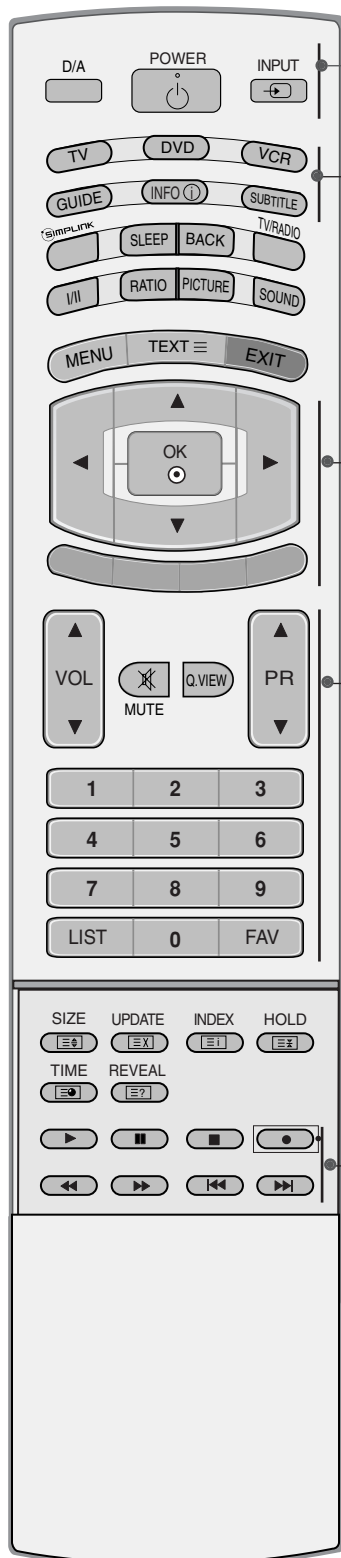 D/A POWER INPUT
TV DVD VCR
GUIDE INFO i SUBTITLE
SIMPLINK SLEEP BACK TV/RADIO
I/II RATIO PICTURE SOUND
MENU TEXT EXIT
OK
VOL Q.VIEW PR
MUTE
1 2 3
4 5 6
7 8 9
LIST 0 FAV
SIZE UPDATE INDEX HOLD
X i
TIME REVEAL
?